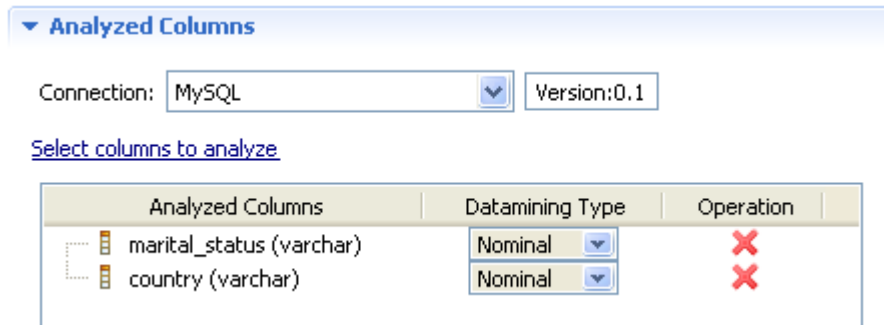 Analyzed Columns
Connection: MySQL Version:0.1
Select columns to analyze
Analyzed Columns Datamining Type Operation
marital_status (varchar) Nominal
country (varchar) Nominal